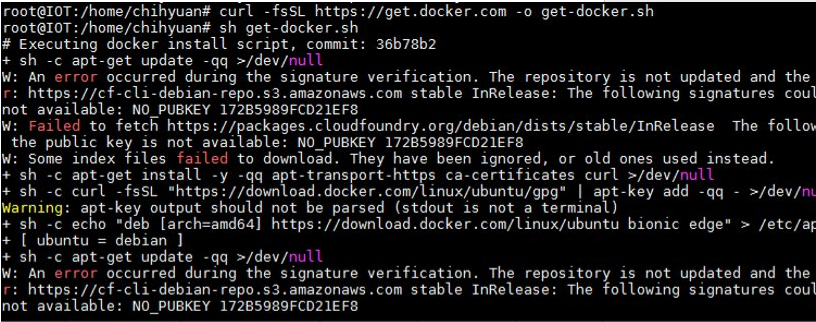 root@IOT:/home/chihyuan# curl -fsSL https://get.docker.com -o get-docker.sh
root@IOT:/home/chihyuan# sh get-docker.sh
# Executing docker install script, commit: 36b78b2
+ sh -c apt-get update -qq >/dev/null
W: An error occurred during the signature verification. The repository is not updated and the
r: https://cf-cli-debian-repo.s3.amazonaws.com stable InRelease: The following signatures coul
not available: NO_PUBKEY 172B5989FCD21EF8
W: Failed to fetch https://packages.cloudfoundry.org/debian/dists/stable/InRelease  The follow
 the public key is not available: NO_PUBKEY 172B5989FCD21EF8
W: Some index files failed to download. They have been ignored, or old ones used instead.
+ sh -c apt-get install -y -qq apt-transport-https ca-certificates curl >/dev/null
+ sh -c curl -fsSL "https://download.docker.com/linux/ubuntu/gpg" | apt-key add -qq - >/dev/nu
Warning: apt-key output should not be parsed (stdout is not a terminal)
+ sh -c echo "deb [arch=amd64] https://download.docker.com/linux/ubuntu bionic edge" > /etc/ap
+ [ ubuntu = debian ]
+ sh -c apt-get update -qq >/dev/null
W: An error occurred during the signature verification. The repository is not updated and the
r: https://cf-cli-debian-repo.s3.amazonaws.com stable InRelease: The following signatures coul
not available: NO_PUBKEY 172B5989FCD21EF8